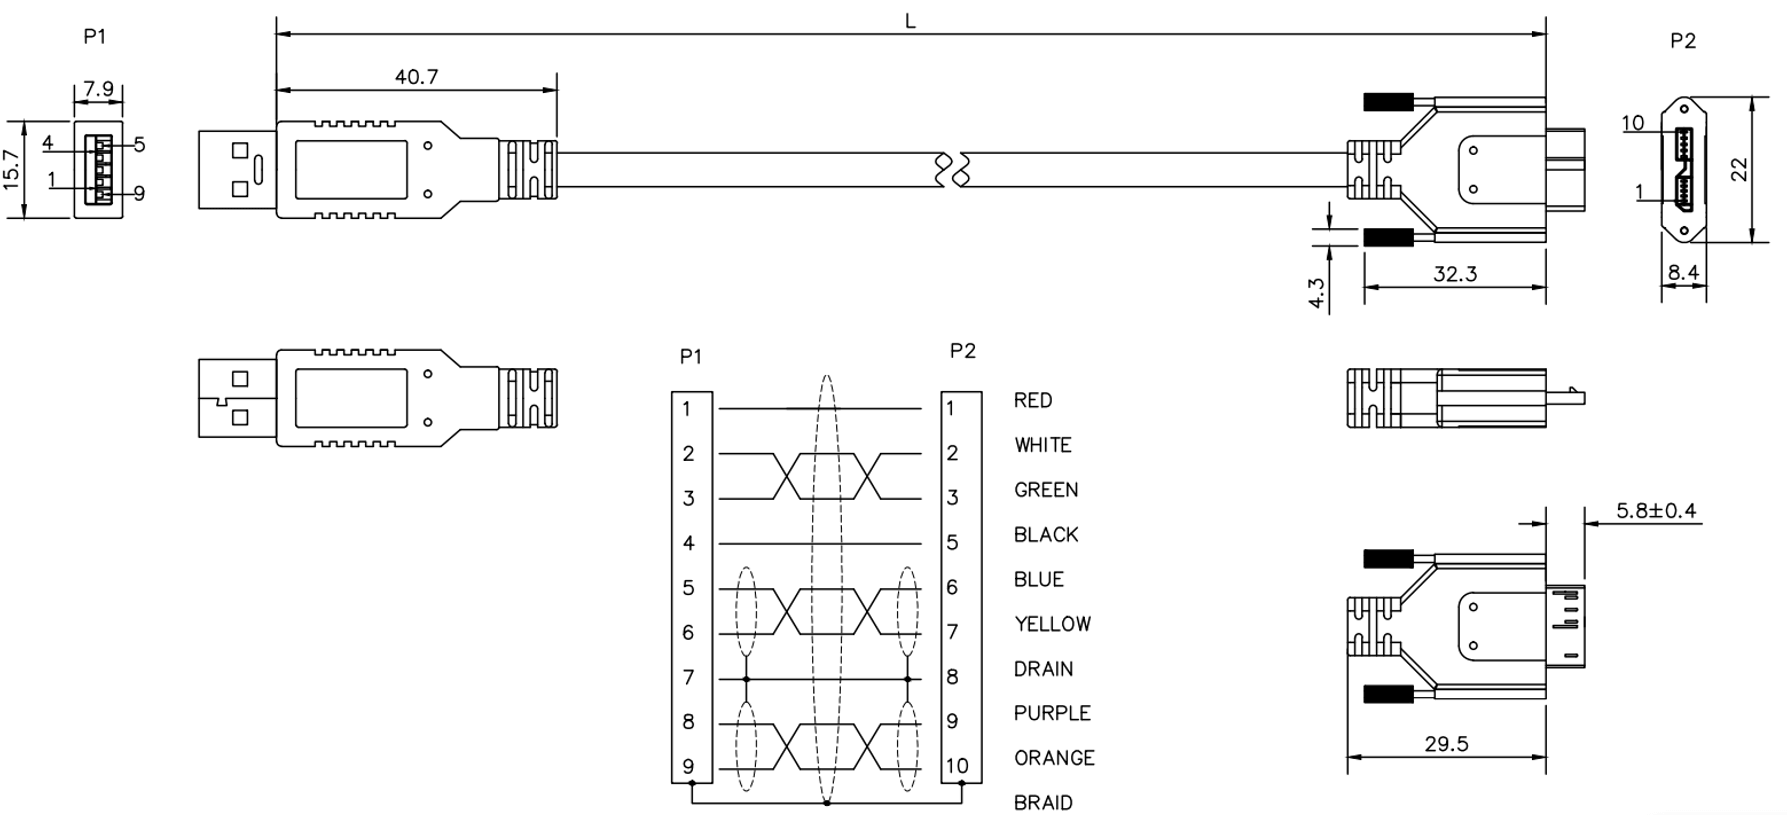 L
P1
P2
40.7
7.9
15.7
4
5
1
9
10
1
22
8.4
4.3
32.3
P1
P2
1 1 RED
2 2 WHITE
3 3 GREEN
4 5 BLACK
5 6 BLUE
6 7 YELLOW
7 8 DRAIN
8 9 PURPLE
9 10 ORANGE
BRAID
5.8±0.4
29.5